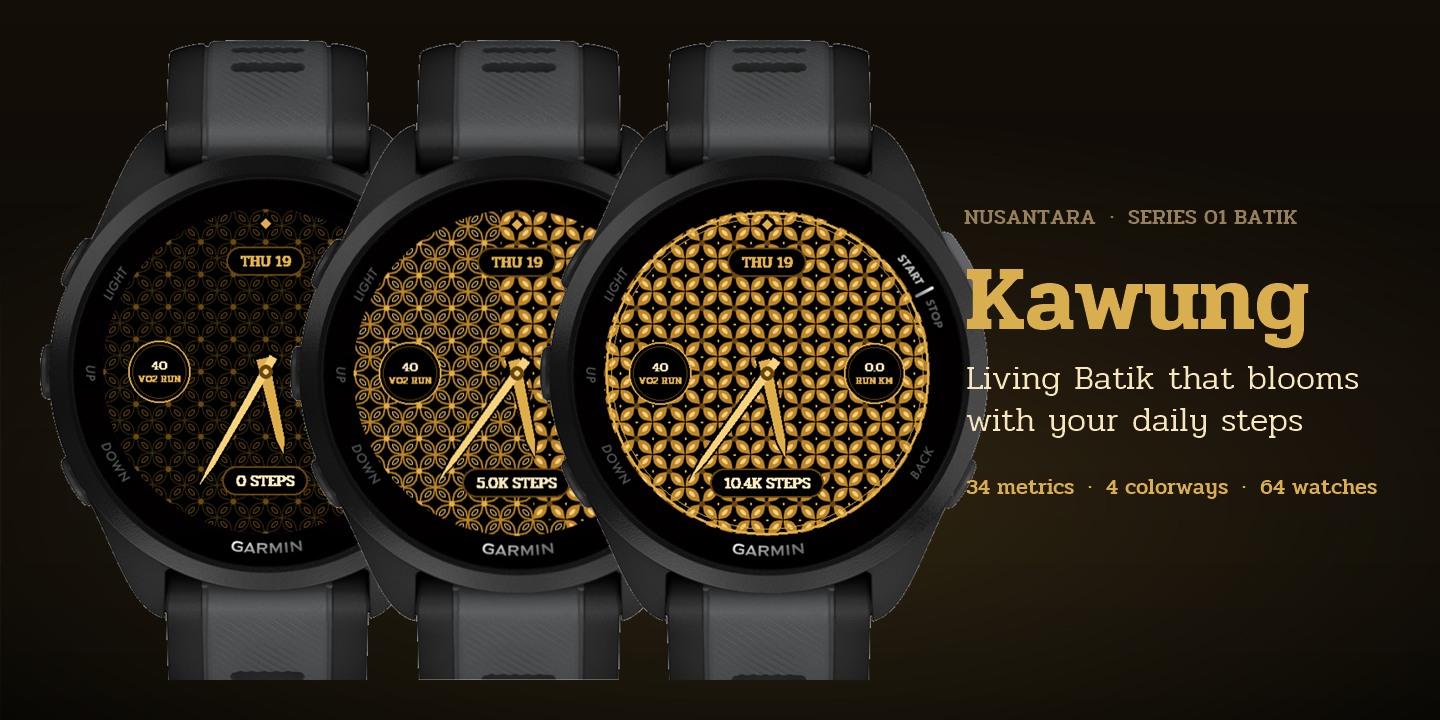 LIGHT
UP
DOWN
THU 19
40
VO2 RUN
0 STEPS
GARMIN
LIGHT
UP
DOWN
THU 19
40
VO2 RUN
5.0K STEPS
GARMIN
LIGHT
UP
DOWN
THU 19
START
STOP
40
VO2 RUN
0.0
RUN KM
10.4K STEPS
BACK
GARMIN
NUSANTARA · SERIES 01 BATIK
Kawung
Living Batik that blooms
with your daily steps
34 metrics · 4 colorways · 64 watches